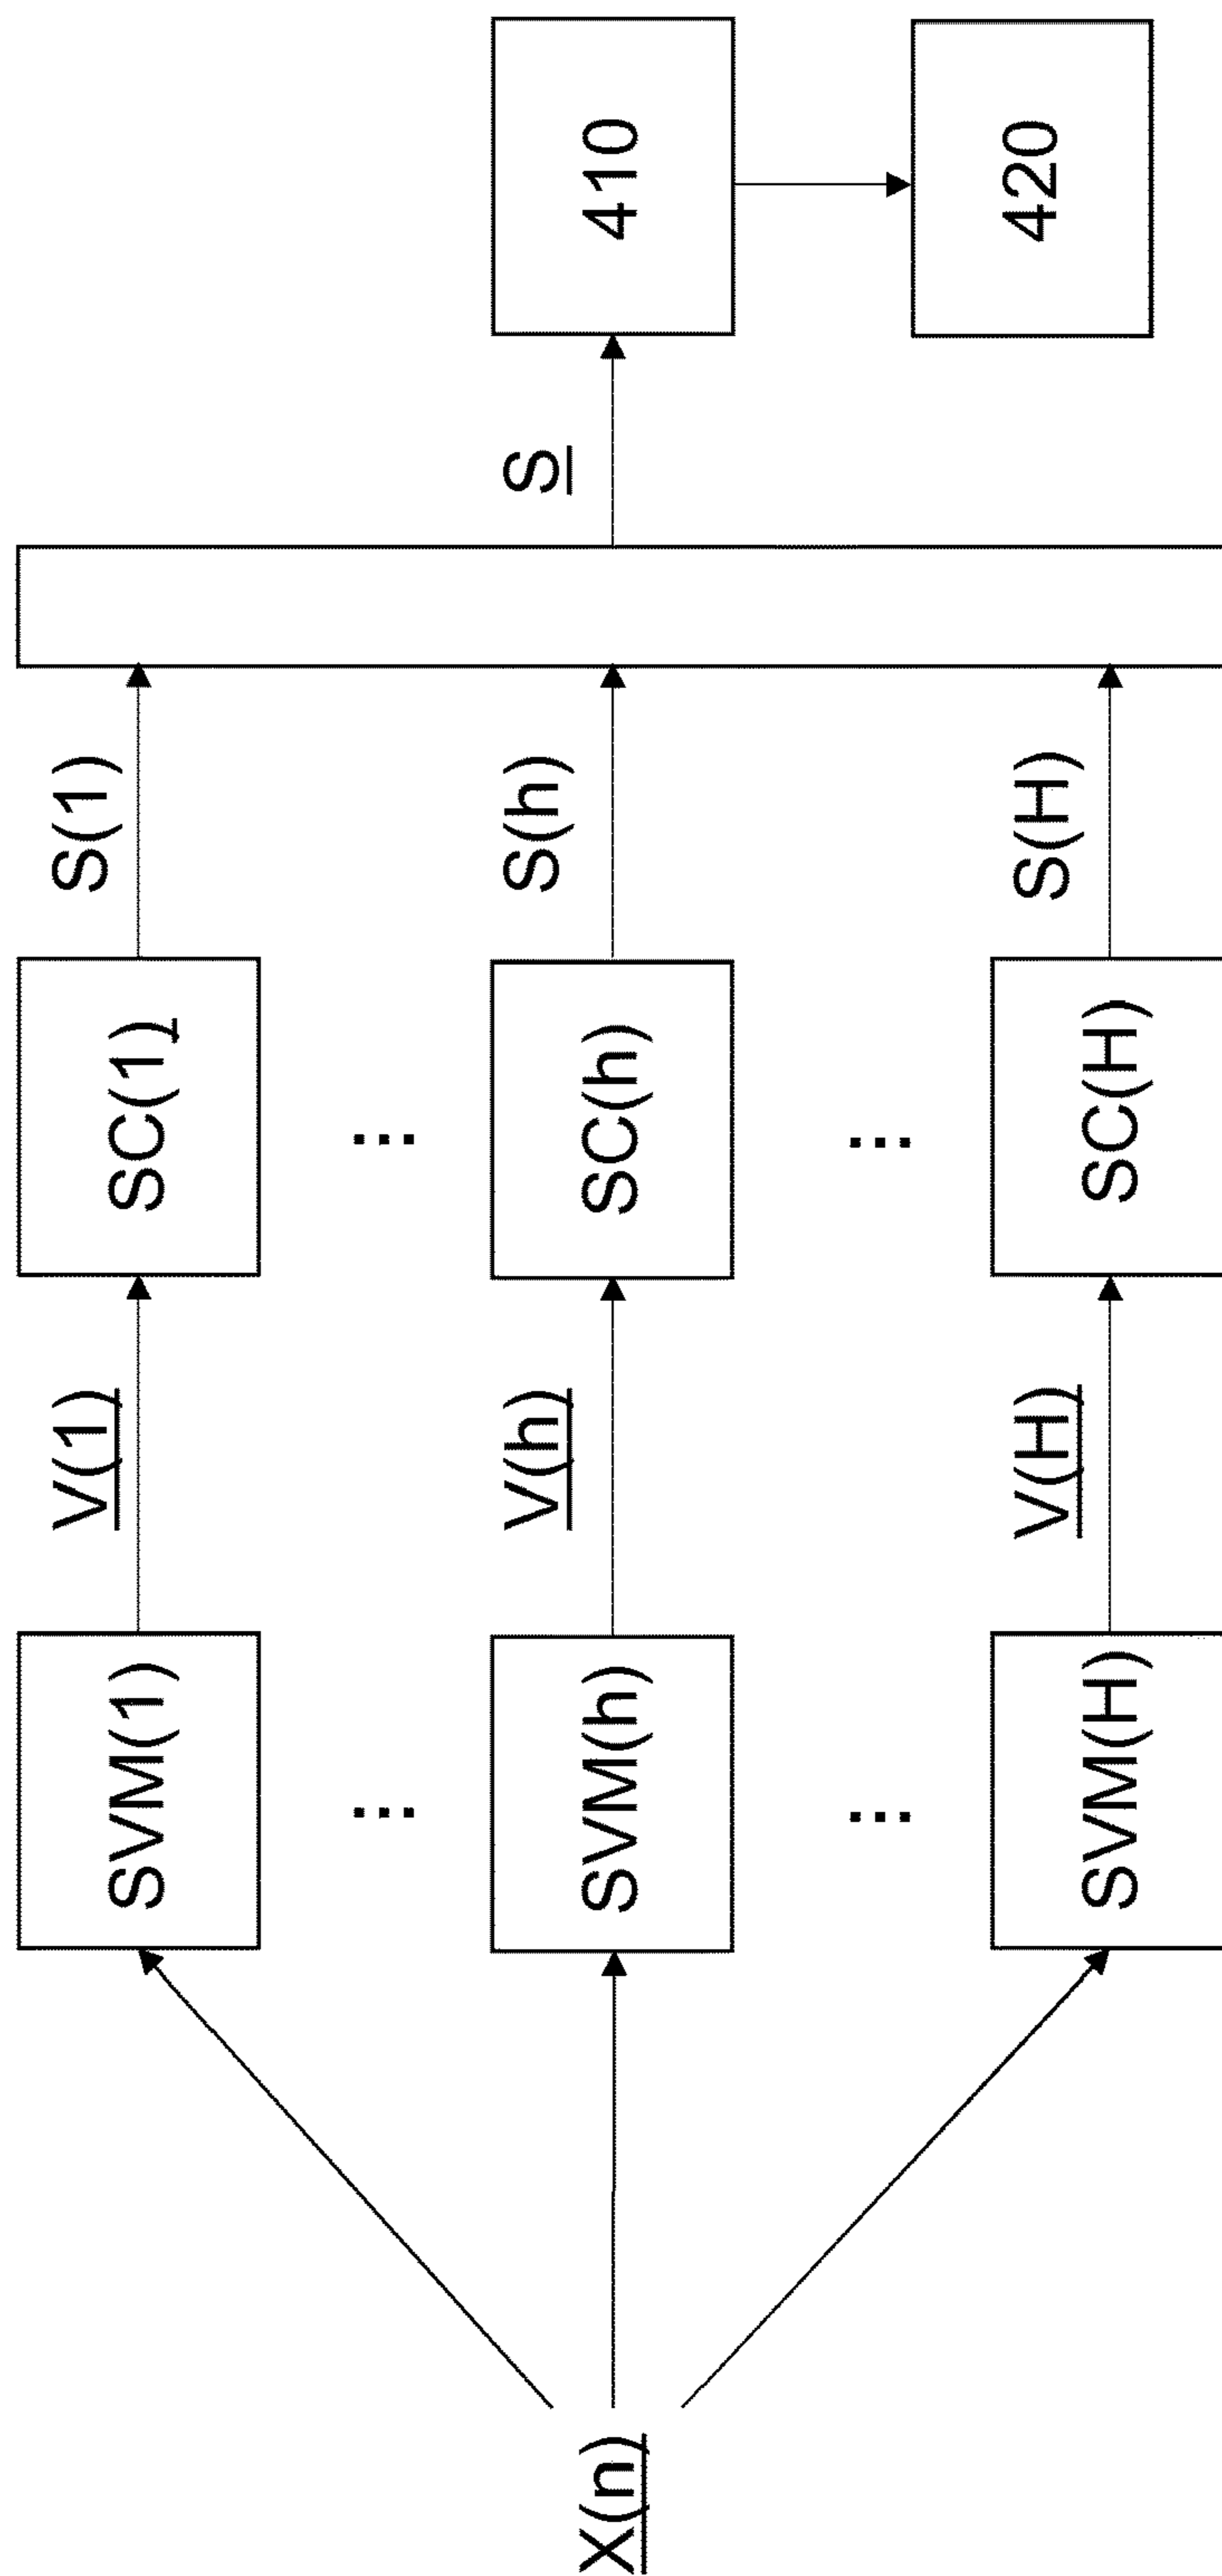 X(n)
SVM(1)
V(1)
SC(1)
S(1)
...
...
SVM(h)
V(h)
SC(h)
S(h)
S
410
420
...
...
SVM(H)
V(H)
SC(H)
S(H)